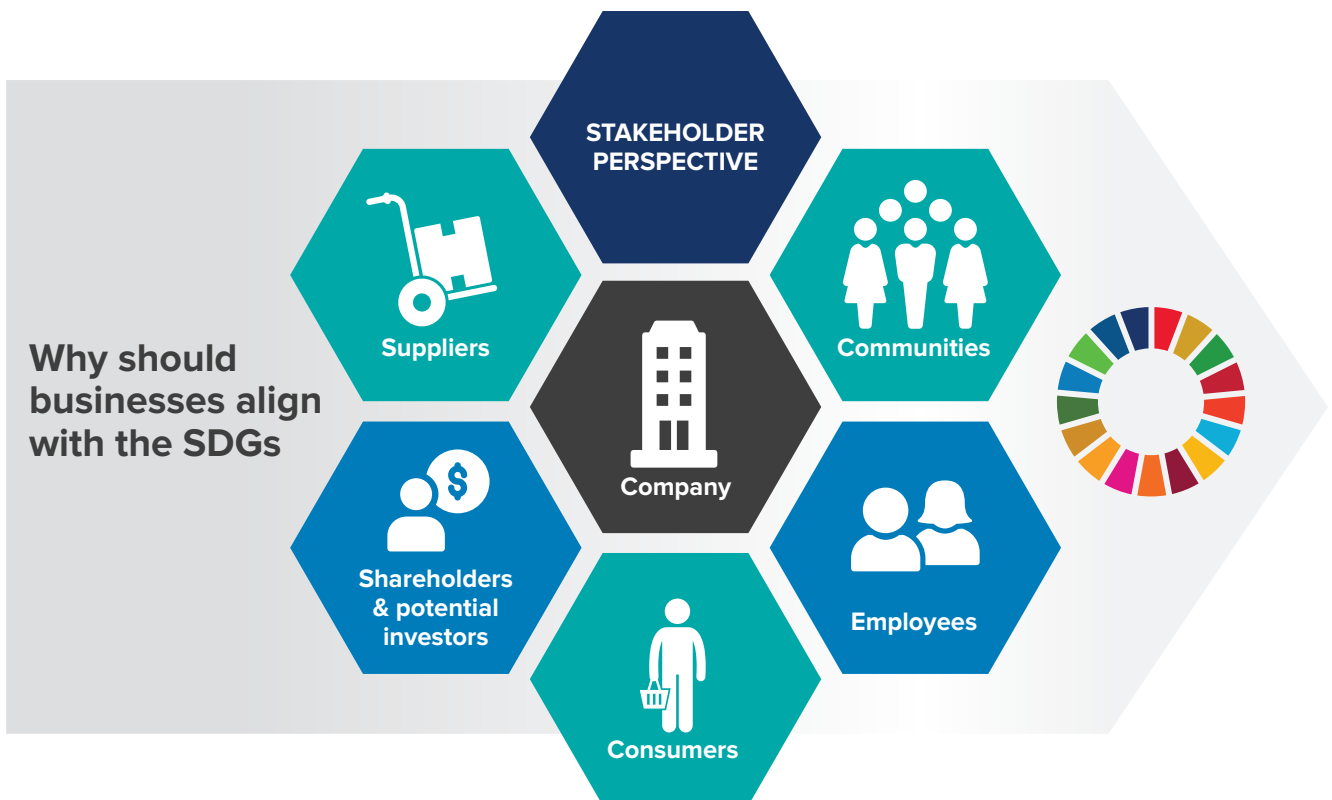 Why should
businesses align
with the SDGs
STAKEHOLDER
PERSPECTIVE
Suppliers
Communities
Company
Shareholders
& potential
investors
$
Employees
Consumers